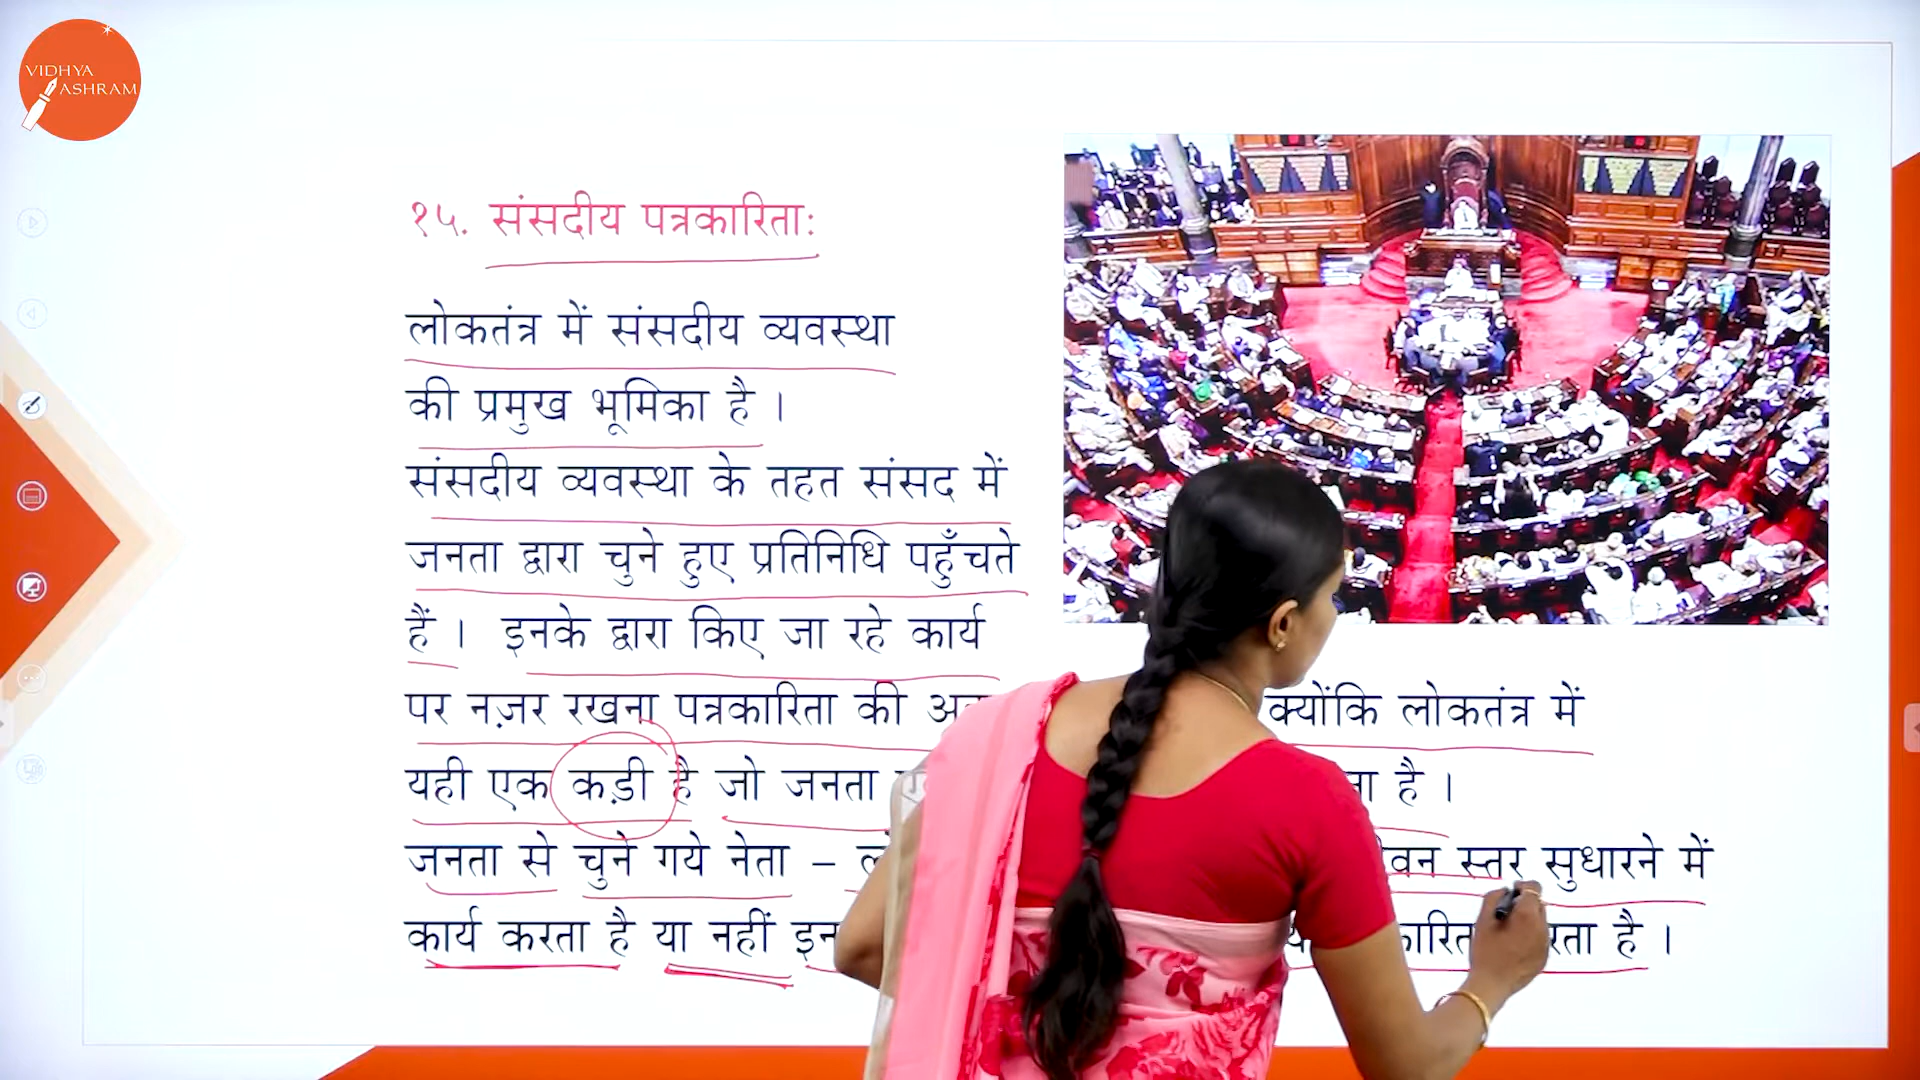 VIDHYA
ASHRAM
१५. संसदीय पत्रकारिता:
लोकतंत्र में संसदीय व्यवस्था
की प्रमुख भूमिका है ।
संसदीय व्यवस्था के तहत संसद में
जनता द्वारा चुने हुए प्रतिनिधि पहुँचते
हैं । इनके द्वारा किए जा रहे कार्य
पर नज़र रखना पत्रकारिता की क्योंकि लोकतंत्र में
यही एक कड़ी है जो जनता है ।
जनता से चुने गये नेता – स्तर सुधारने में
कार्य करता है या नहीं है ।